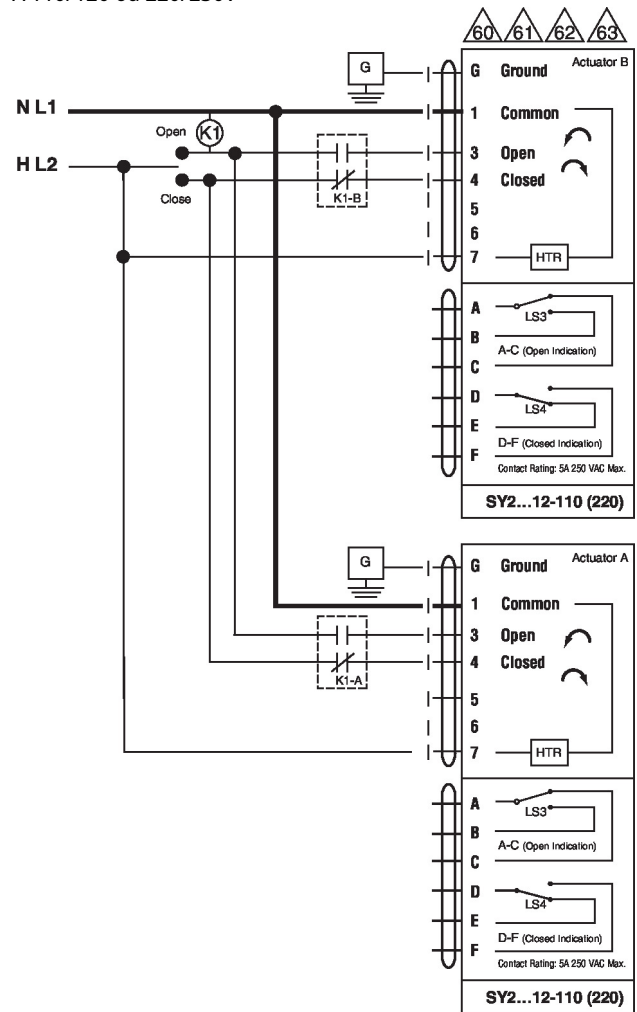 60 61 62 63
G
G Ground Actuator B
N L1
1 Common
Open K1
3 Open
H L2
4 Closed
Close
K1-B
5
6
7 HTR
A
LS3
B
A-C (Open Indication)
C
D
LS4
E
D-F (Closed Indication)
F
Contact Rating: 5A 250 VAC Max.
SY2...12-110 (220)
G
G Ground Actuator A
1 Common
3 Open
4 Closed
K1-A
5
6
7 HTR
A
LS3
B
A-C (Open Indication)
C
D
LS4
E
D-F (Closed Indication)
F
Contact Rating: 5A 250 VAC Max.
SY2...12-110 (220)